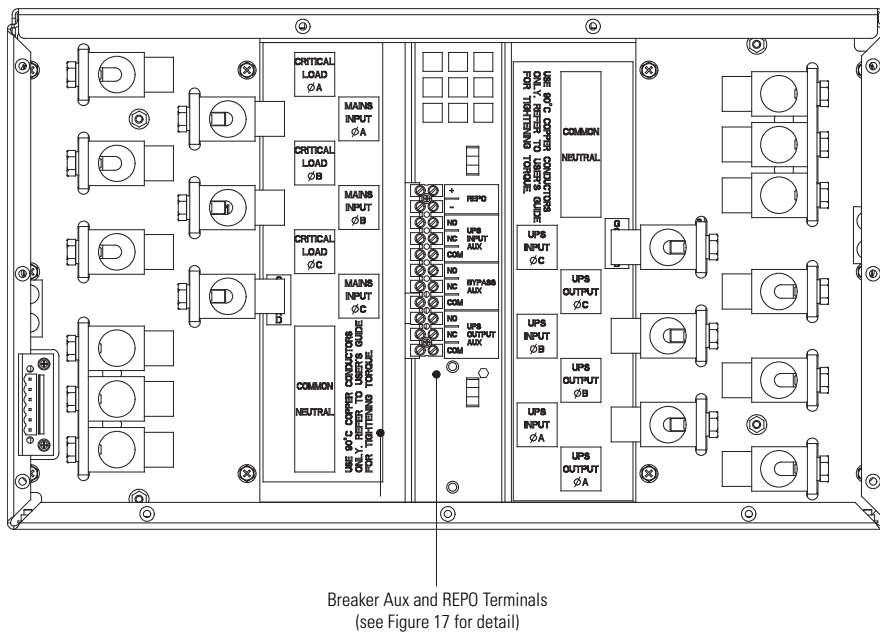 CRITICAL
LOAD
ØA
MAINS
INPUT
ØA
CRITICAL
LOAD
ØB
MAINS
INPUT
ØB
CRITICAL
LOAD
ØC
MAINS
INPUT
ØC
COMMON
NEUTRAL
USE 90°C COPPER CONDUCTORS
ONLY. REFER TO USER'S GUIDE
FOR TIGHTENING TORQUE.
+
REPO
-
NO
UPS
NC INPUT
AUX
COM
NO
NC BYPASS
AUX
COM
NO
UPS
NC OUTPUT
AUX
COM
USE 90°C COPPER CONDUCTORS
ONLY. REFER TO USER'S GUIDE
FOR TIGHTENING TORQUE.
COMMON
NEUTRAL
UPS
INPUT
ØC
UPS
OUTPUT
ØC
UPS
INPUT
ØB
UPS
OUTPUT
ØB
UPS
INPUT
ØA
UPS
OUTPUT
ØA
Breaker Aux and REPO Terminals
(see Figure 17 for detail)